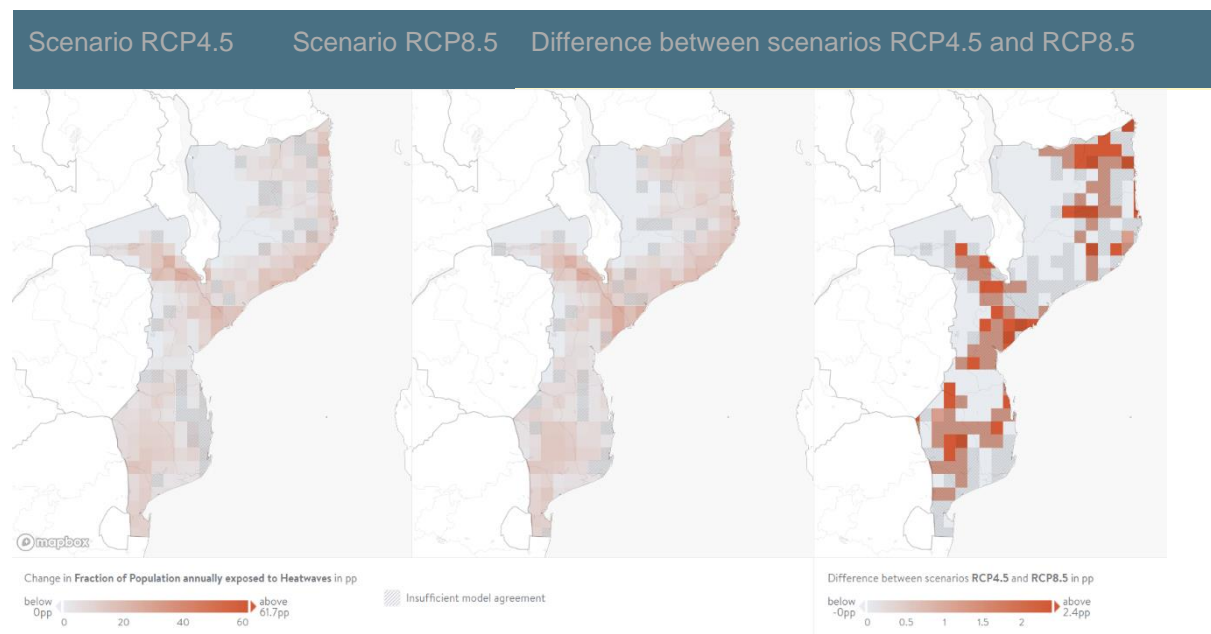 Scenario RCP4.5 Scenario RCP8.5 Difference between scenarios RCP4.5 and RCP8.5
mapbox
Change in Fraction of Population annually exposed to Heatwaves in pp
below 0pp
above 61.7pp
0 20 40 60
Insufficient model agreement
Difference between scenarios RCP4.5 and RCP8.5 in pp
below -0pp
above 2.4pp
0 0.5 1 1.5 2